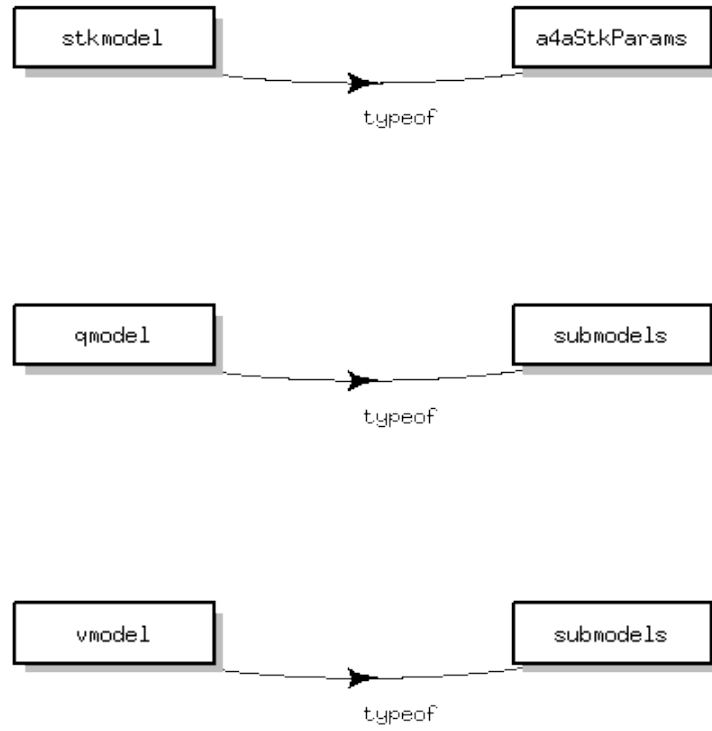 stkmodel
a4aStkParams
typeof
qmodel
submodels
typeof
vmodel
submodels
typeof